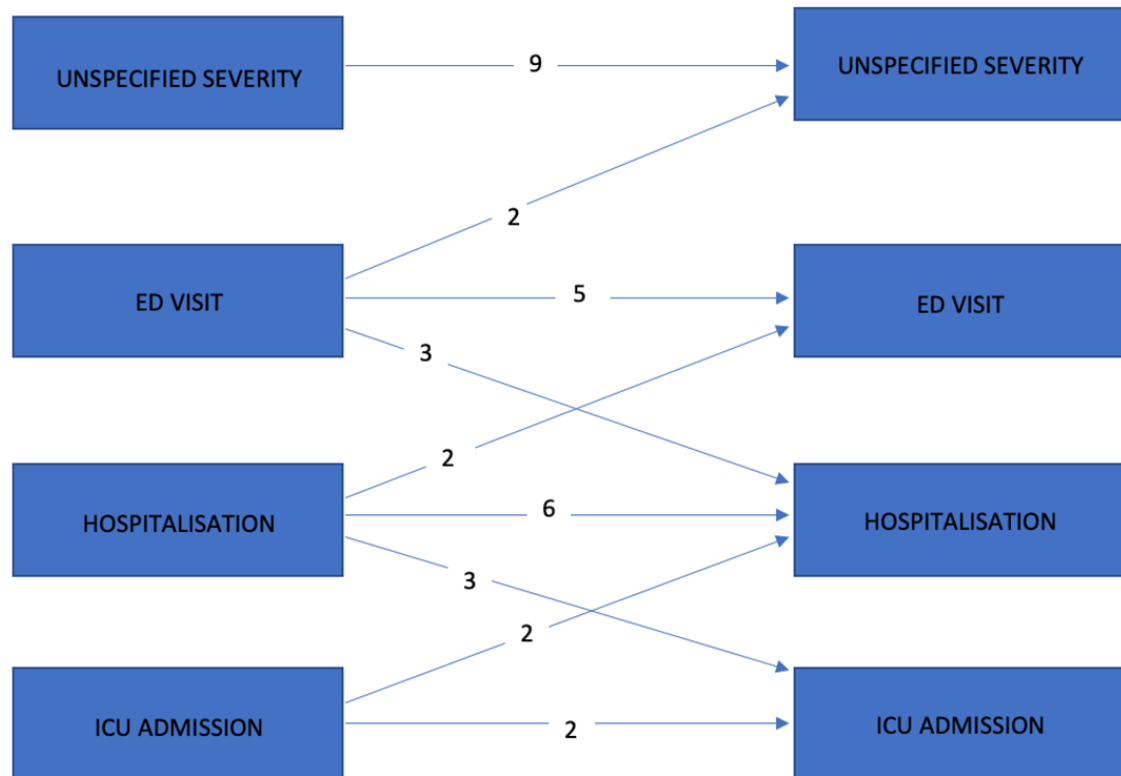 UNSPECIFIED SEVERITY
9
UNSPECIFIED SEVERITY
2
ED VISIT
5
ED VISIT
3
2
HOSPITALISATION
6
HOSPITALISATION
3
2
ICU ADMISSION
2
ICU ADMISSION